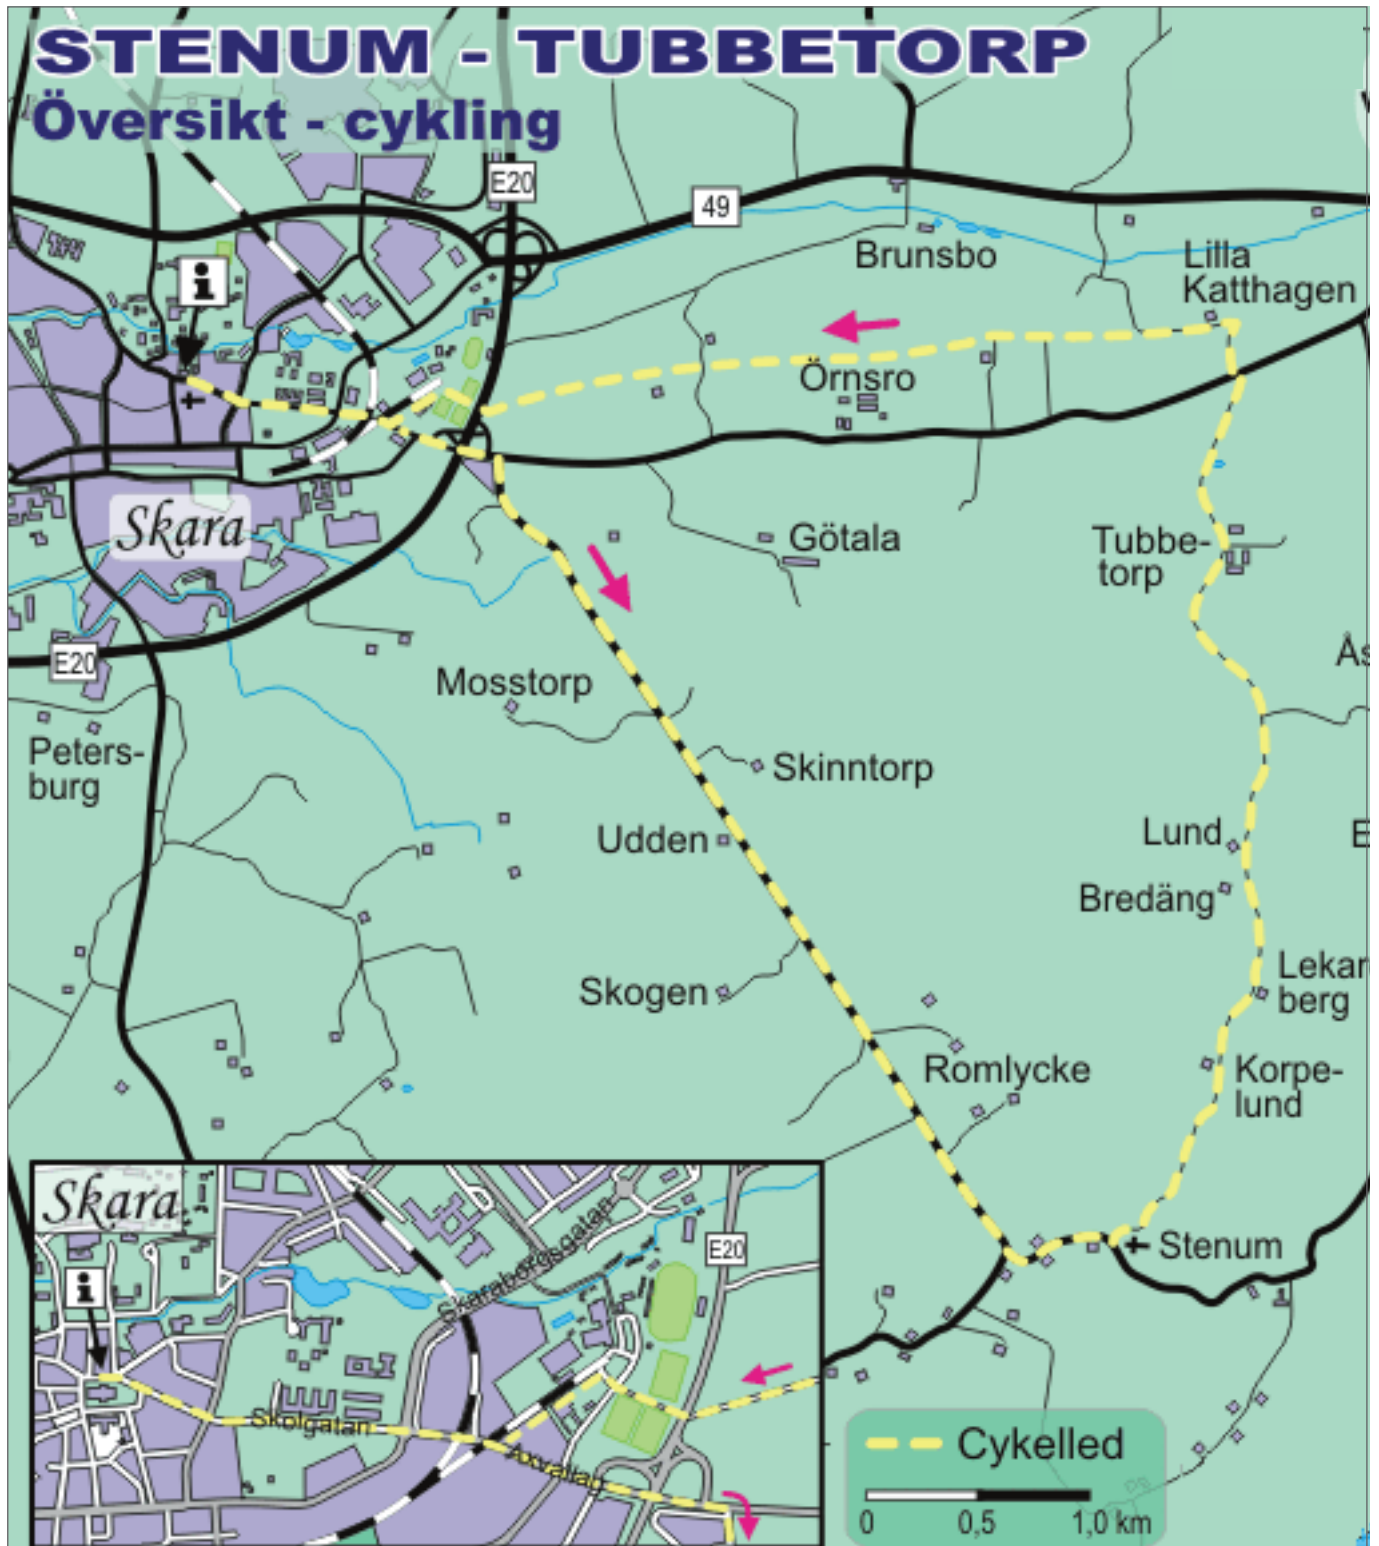 STENUM - TUBBETORP
Översikt - cykling
E20
49
Brunsbo
Lilla
Katthagen
i
Örnsro
Skara
Götala
Tubbe-
torp
E20
Mosstorp
Peters-
burg
Skinntorp
Udden
Lund
Bredäng
Skogen
Lekar
berg
Romlycke
Korpe-
lund
Stenum
Skara
i
E20
Skaraborgsgatan
Skolgatan
Axvallag
Cykelled
0 0,5 1,0 km